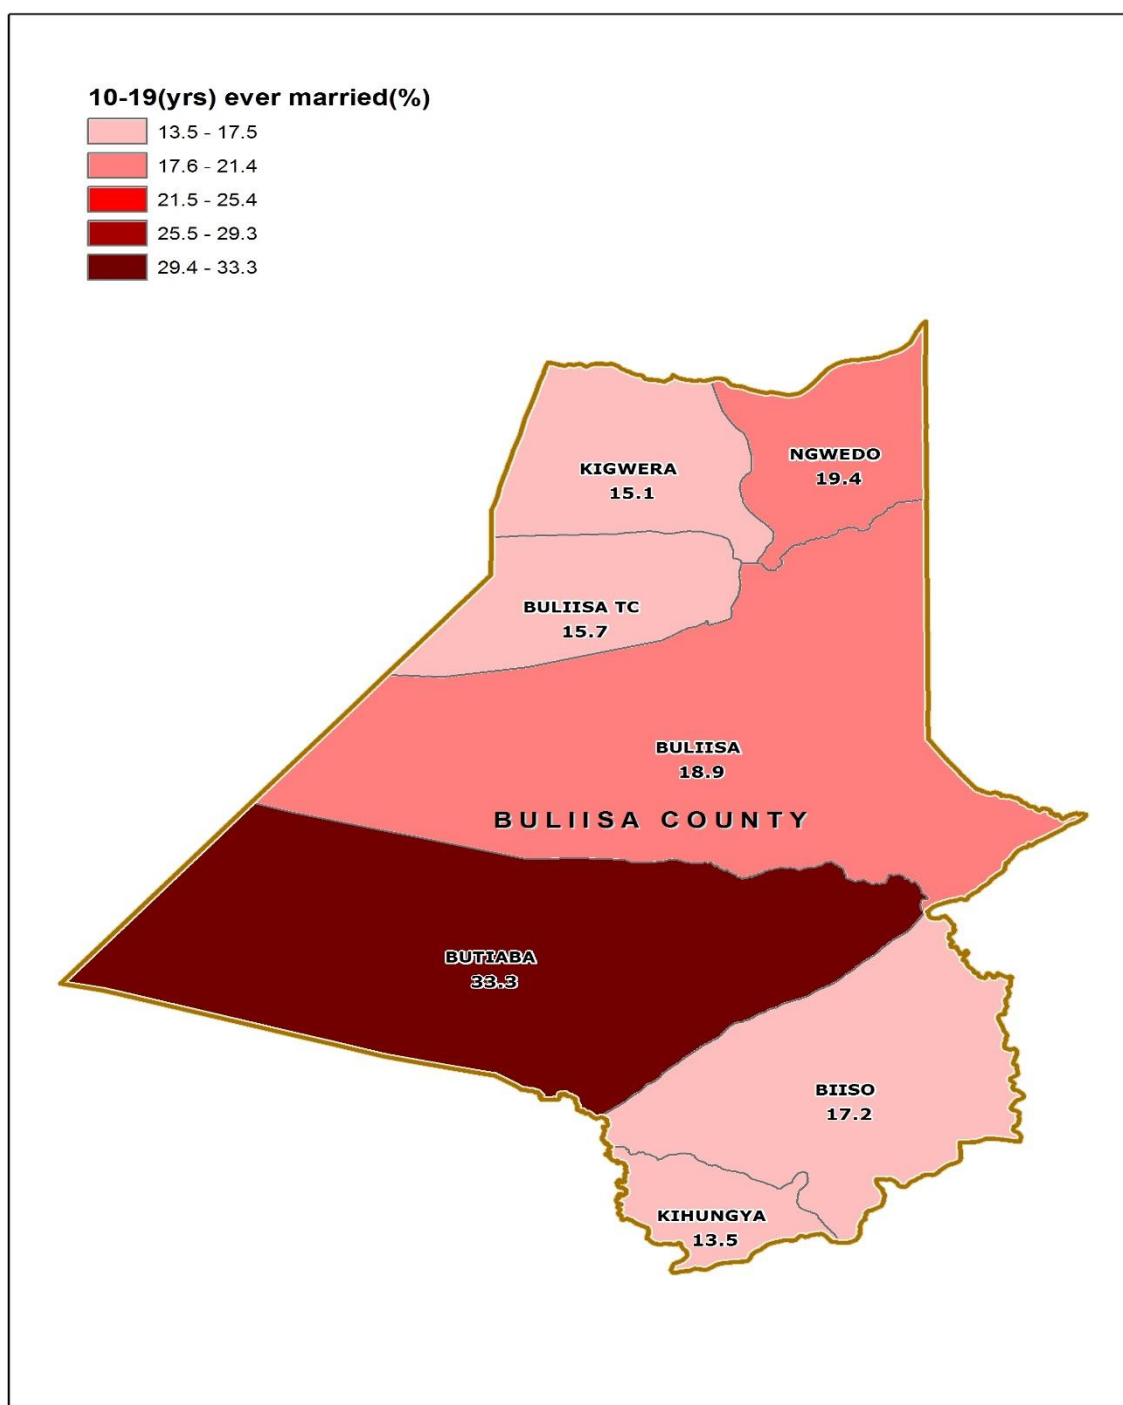 10-19(yrs) ever married(%)
13.5 - 17.5
17.6 - 21.4
21.5 - 25.4
25.5 - 29.3
29.4 - 33.3
NGWEDO
19.4
KIGWERA
15.1
BULIISA TC
15.7
BULIISA
18.9
BULIISA COUNTY
BUTIABA
33.3
BIISO
17.2
KIHUNGYA
13.5